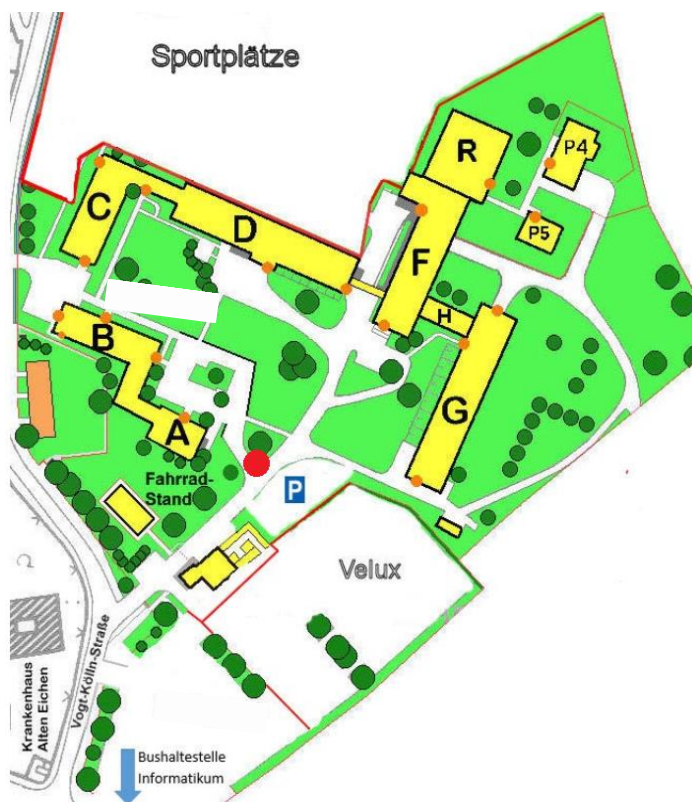 Sportplätze
R
P4
C
D
P5
F
H
B
G
A
Fahrrad-
Stand
P
Velux
Krankenhaus
Alten Eichen
Vogt-Kölln-Straße
Bushaltestelle
Informatikum